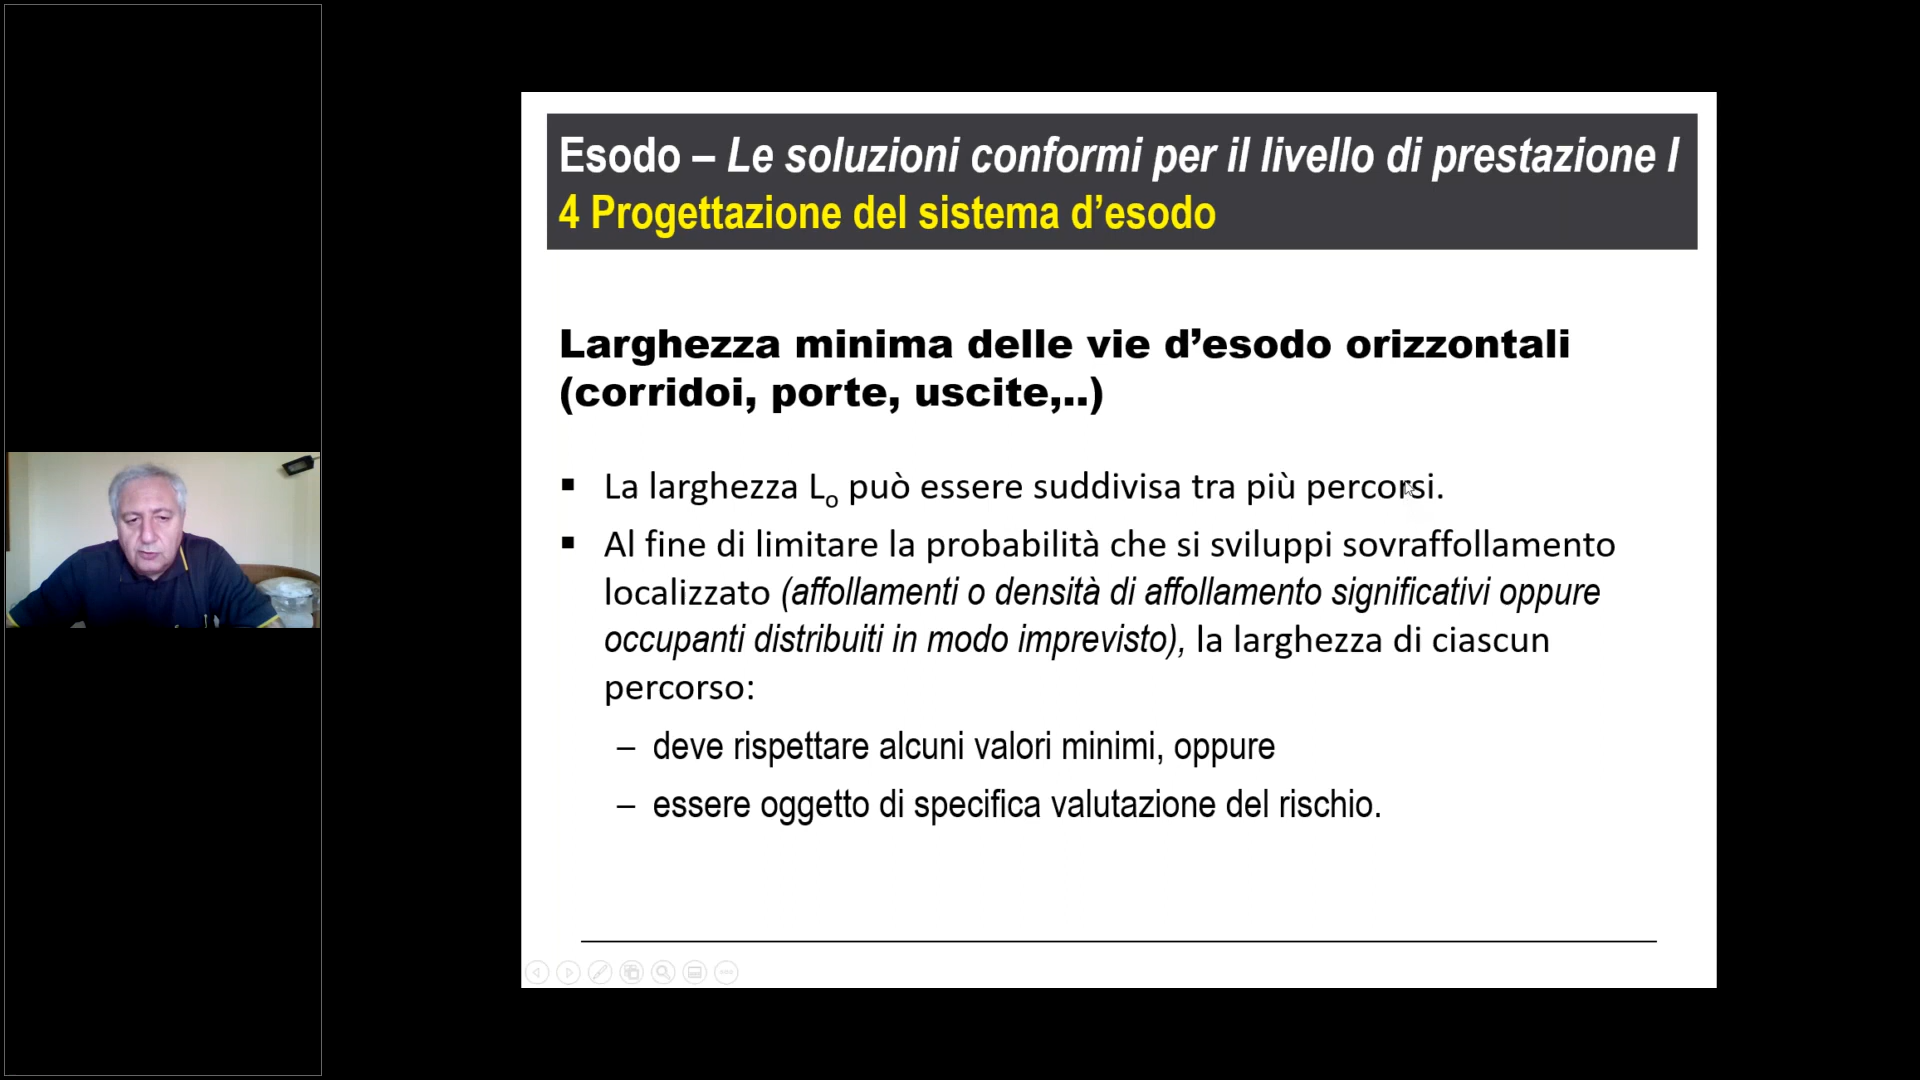 Esodo – Le soluzioni conformi per il livello di prestazione I
4 Progettazione del sistema d’esodo
Larghezza minima delle vie d’esodo orizzontali
(corridoi, porte, uscite,..)
▪ La larghezza Lo può essere suddivisa tra più percorsi.
▪ Al fine di limitare la probabilità che si sviluppi sovraffollamento
localizzato (affollamenti o densità di affollamento significativi oppure
occupanti distribuiti in modo imprevisto), la larghezza di ciascun
percorso:
– deve rispettare alcuni valori minimi, oppure
– essere oggetto di specifica valutazione del rischio.